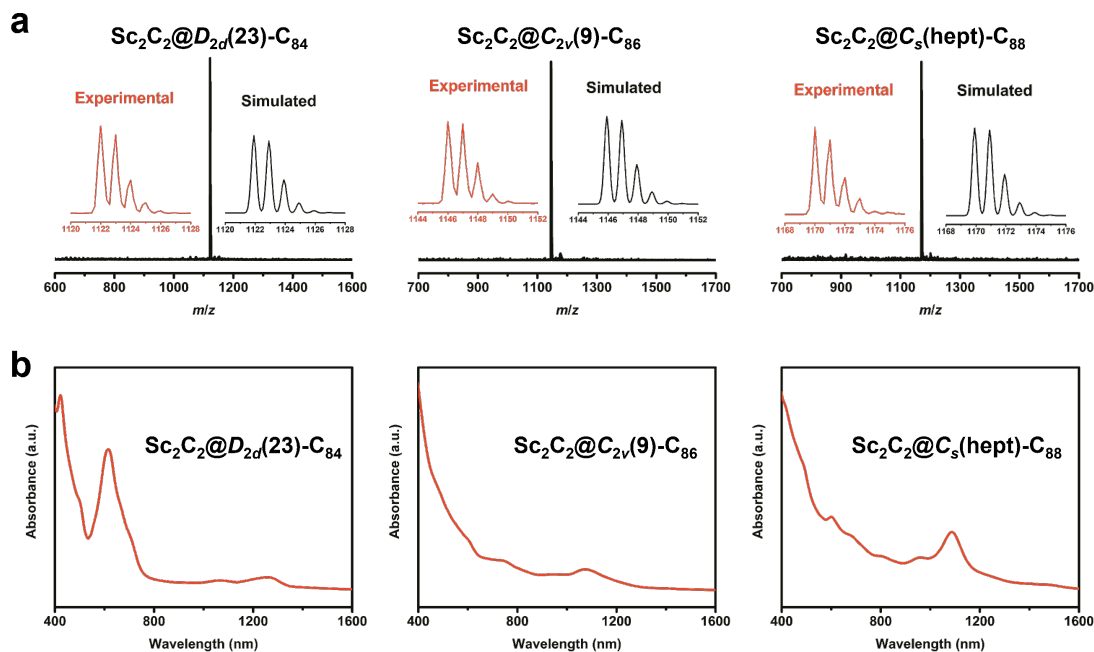 a
Sc₂C₂@D₂d(23)-C₈₄
Sc₂C₂@C₂v(9)-C₈₆
Sc₂C₂@Cₛ(hept)-C₈₈
Experimental
Simulated
1120 1122 1124 1126 1128
1120 1122 1124 1126 1128
600 800 1000 1200 1400 1600
m/z
Experimental
Simulated
1144 1146 1148 1150 1152
1144 1146 1148 1150 1152
700 900 1100 1300 1500 1700
m/z
Experimental
Simulated
1168 1170 1172 1174 1176
1168 1170 1172 1174 1176
700 900 1100 1300 1500 1700
m/z
b
Absorbance (a.u.)
Sc₂C₂@D₂d(23)-C₈₄
400 800 1200 1600
Wavelength (nm)
Absorbance (a.u.)
Sc₂C₂@C₂v(9)-C₈₆
400 800 1200 1600
Wavelength (nm)
Absorbance (a.u.)
Sc₂C₂@Cₛ(hept)-C₈₈
400 800 1200 1600
Wavelength (nm)